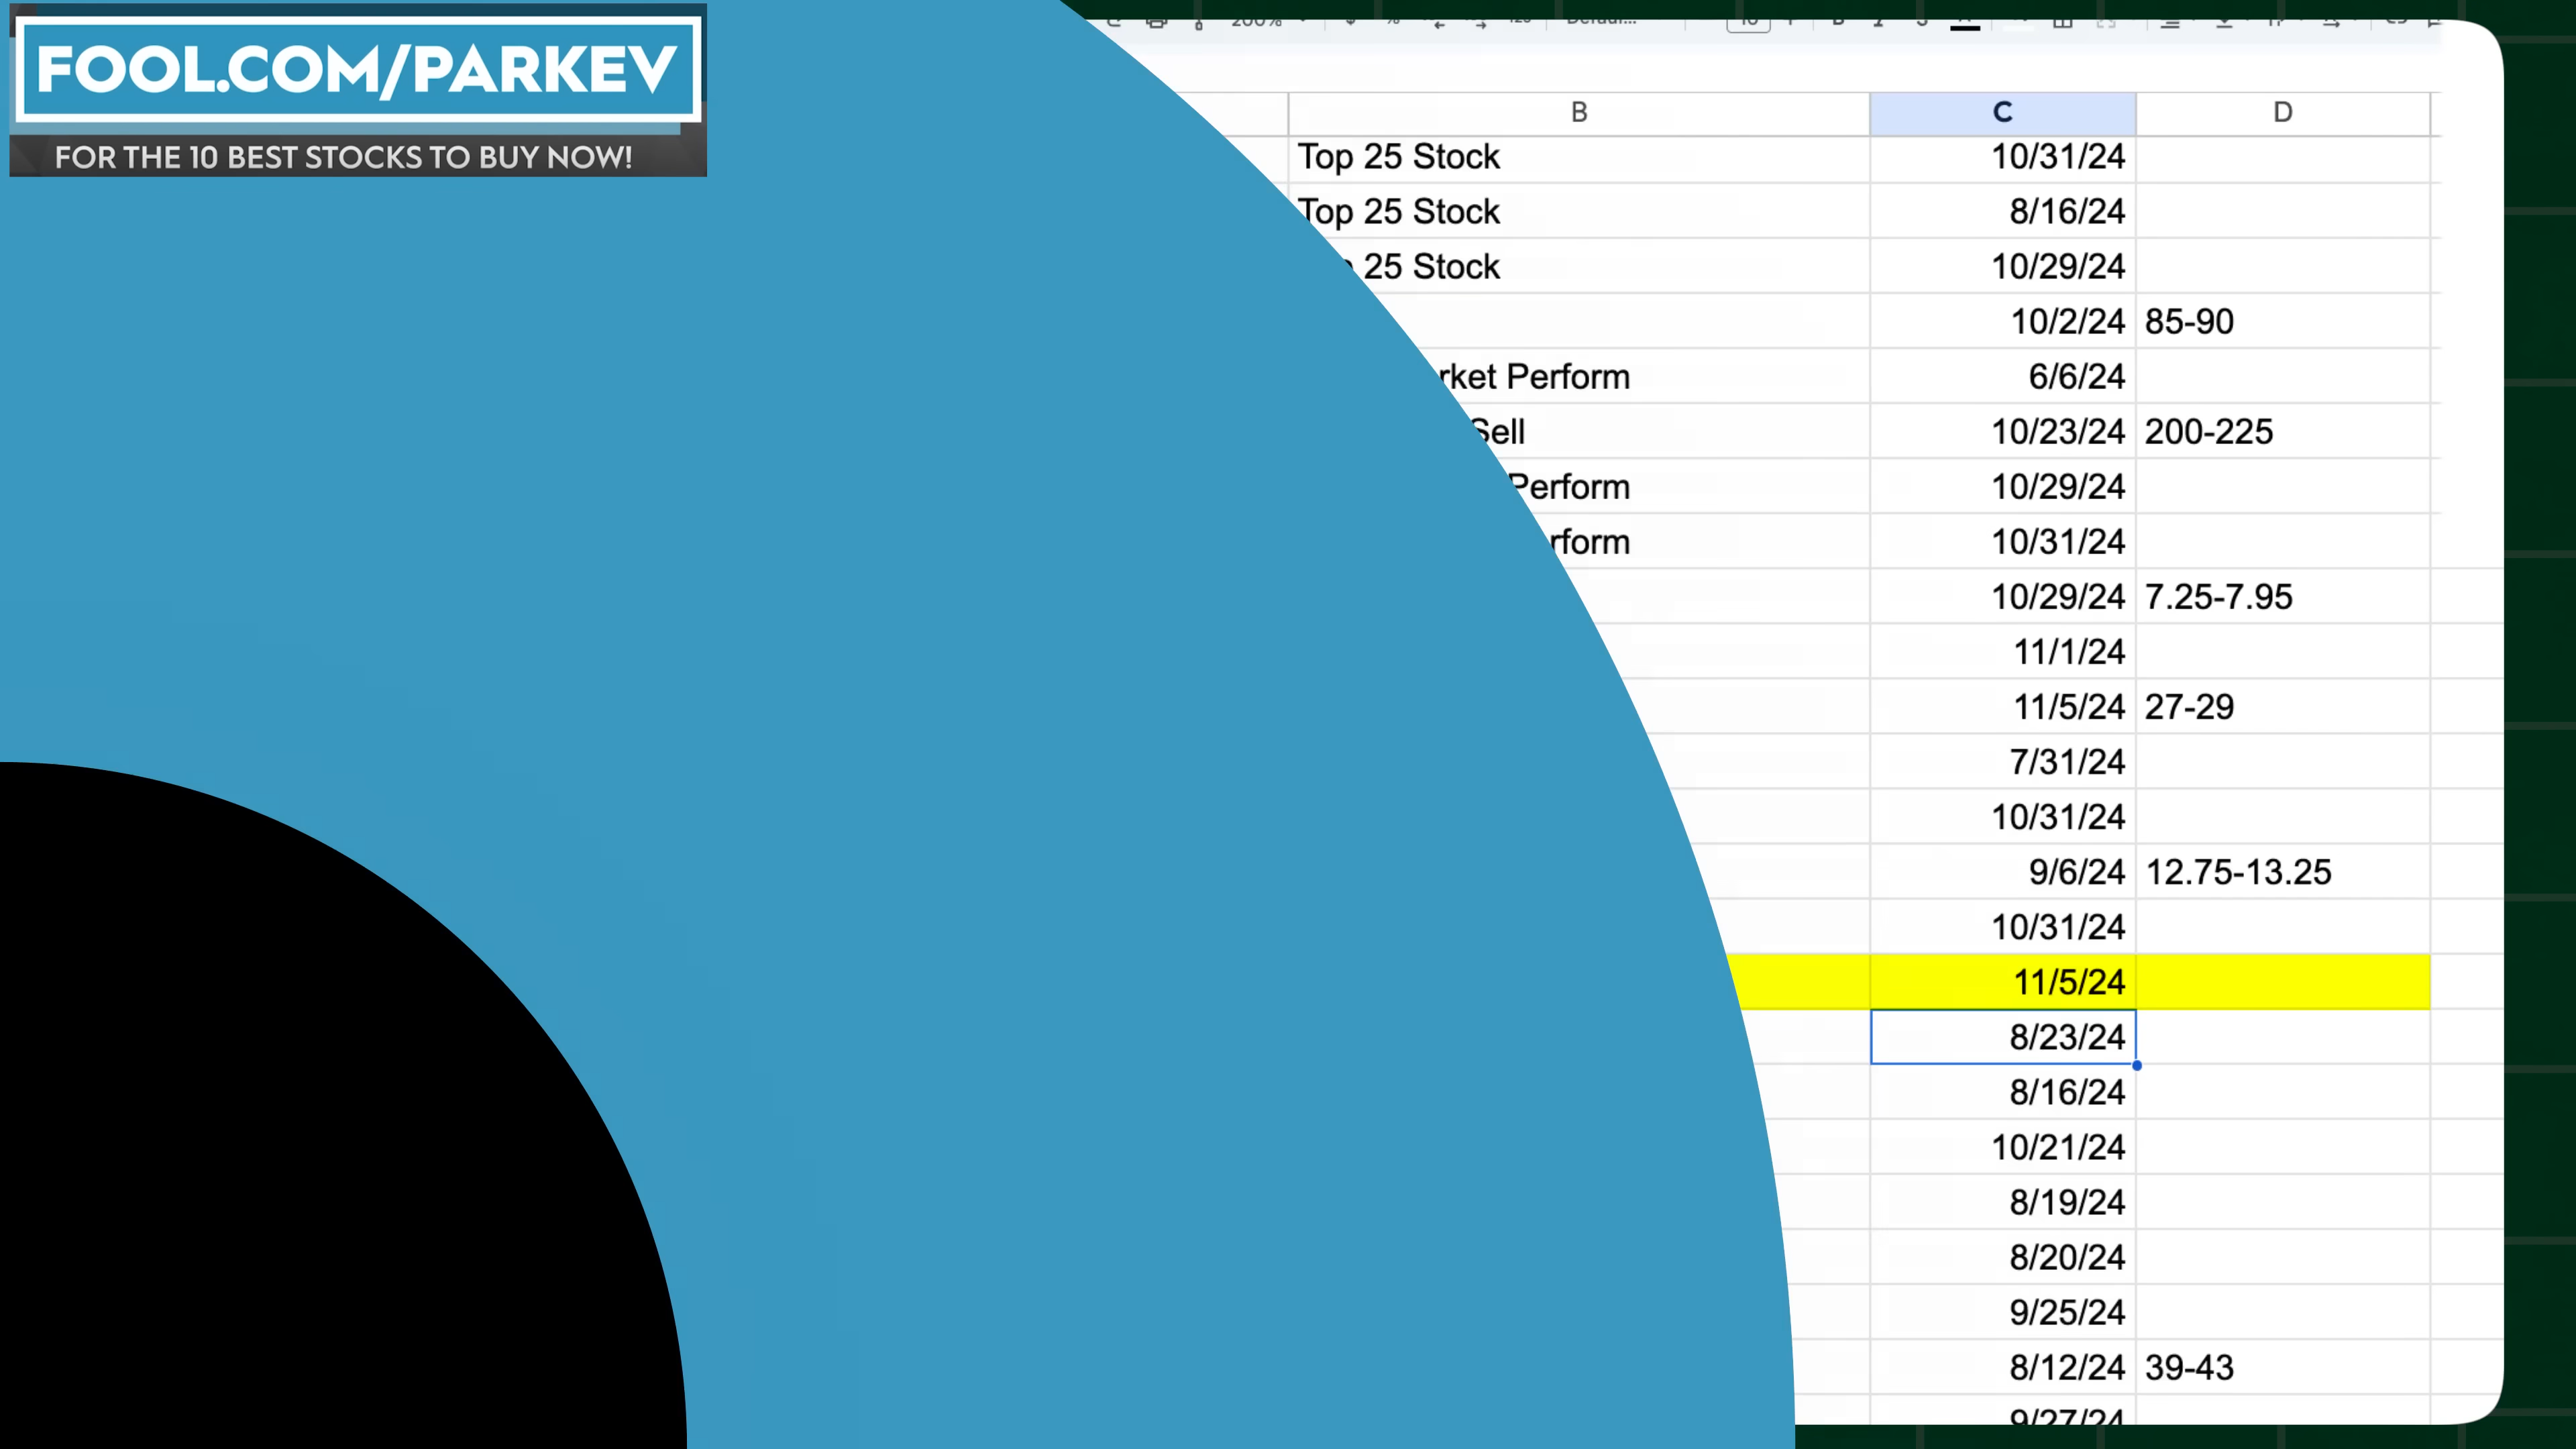 FOOL.COM/PARKEV
FOR THE 10 BEST STOCKS TO BUY NOW!
200%
B C D
Top 25 Stock 10/31/24
Top 25 Stock 8/16/24
25 Stock 10/29/24
10/2/24 85-90
rket Perform 6/6/24
Sell 10/23/24 200-225
Perform 10/29/24
rform 10/31/24
10/29/24 7.25-7.95
11/1/24
11/5/24 27-29
7/31/24
10/31/24
9/6/24 12.75-13.25
10/31/24
11/5/24
8/23/24
8/16/24
10/21/24
8/19/24
8/20/24
9/25/24
8/12/24 39-43
9/27/24